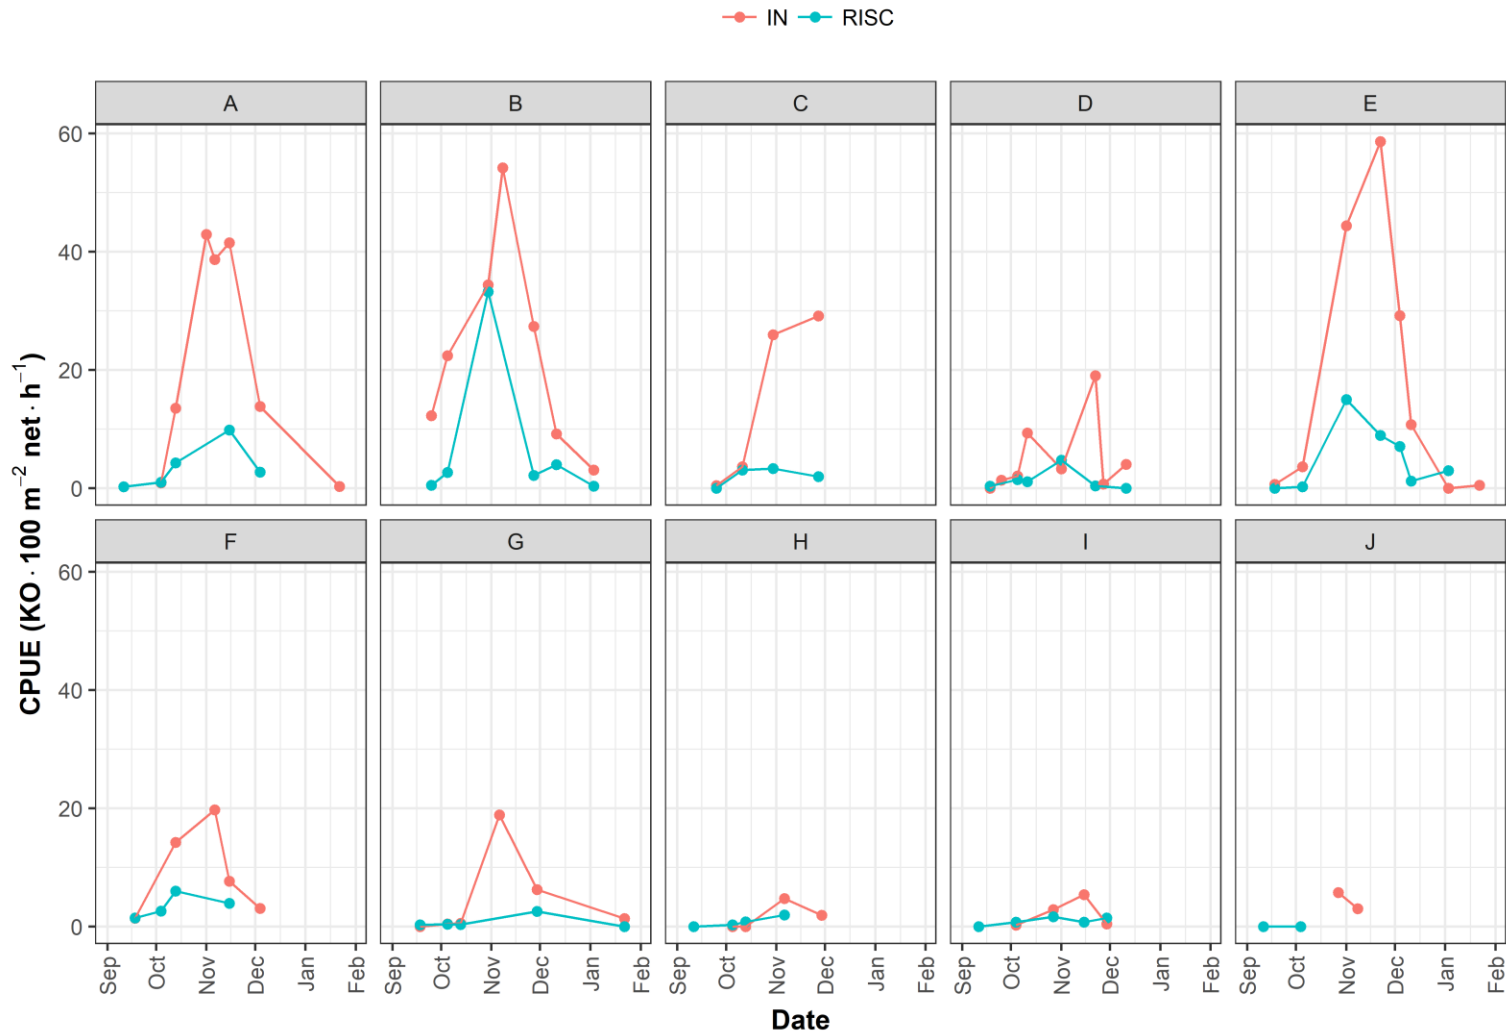 IN RISC
A B C D E
60
40
20
0
F G H I J
60
40
20
0
CPUE (KO · 100 m⁻² net · h⁻¹)
Sep Oct Nov Dec Jan Feb Sep Oct Nov Dec Jan Feb Sep Oct Nov Dec Jan Feb Sep Oct Nov Dec Jan Feb Sep Oct Nov Dec Jan Feb
Date